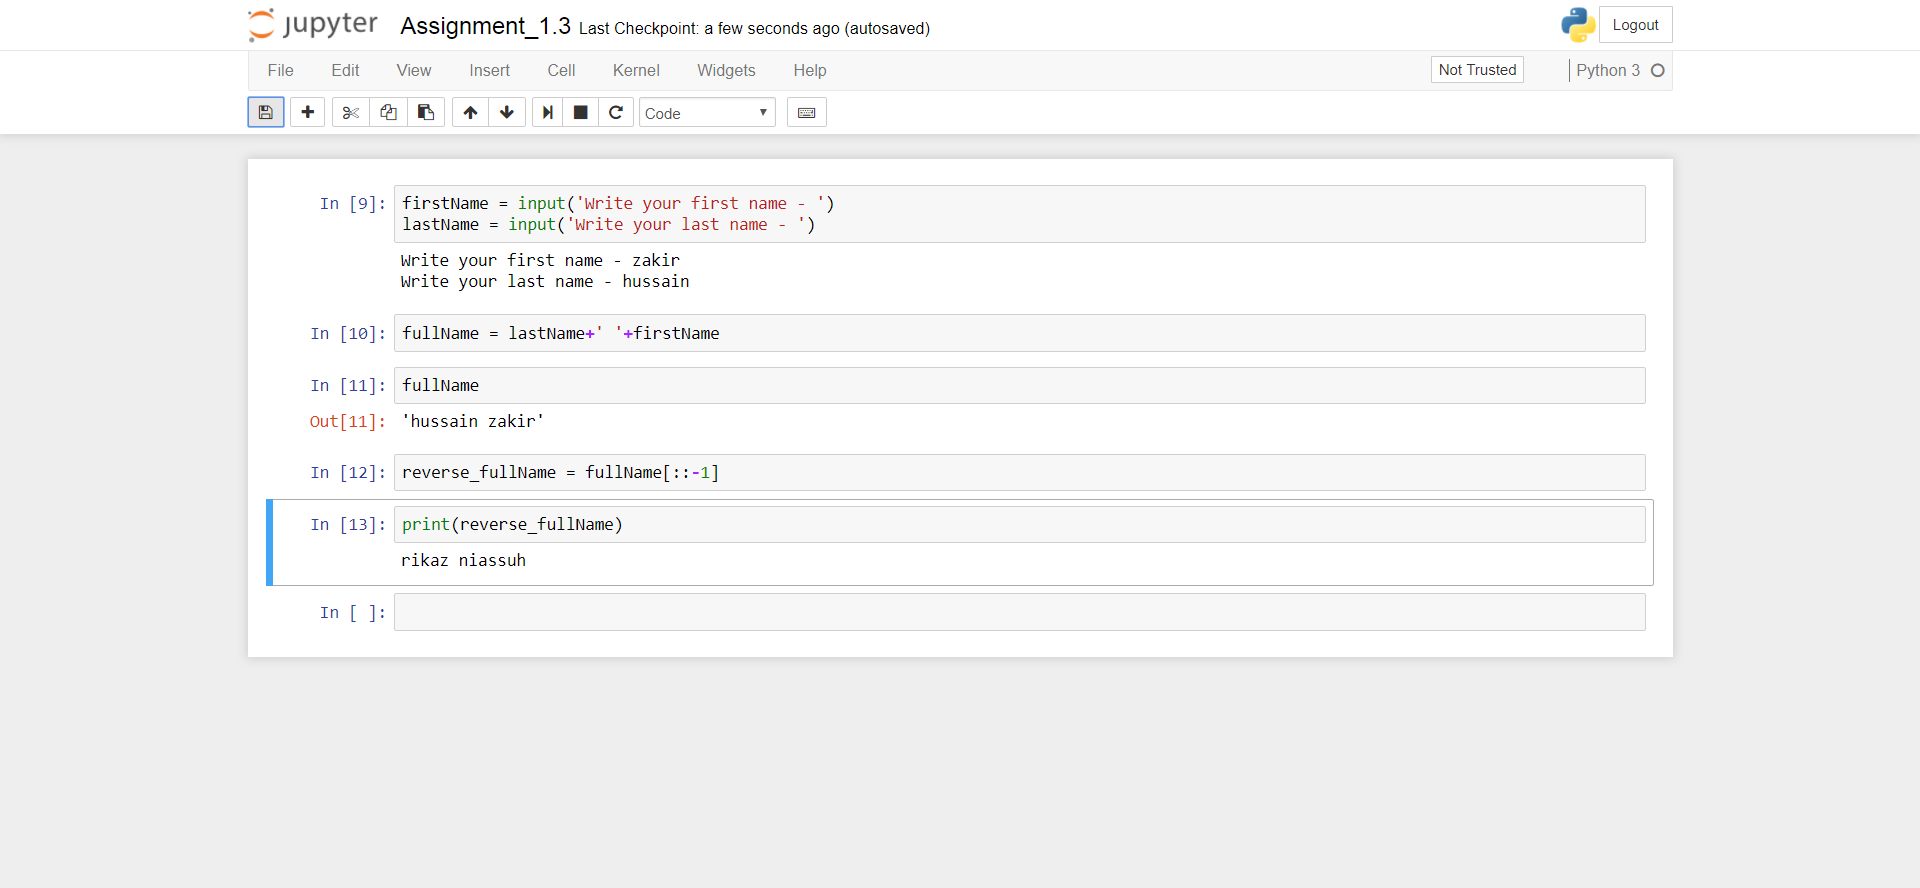 jupyter Assignment_1.3 Last Checkpoint: a few seconds ago (autosaved) Logout
File Edit View Insert Cell Kernel Widgets Help Not Trusted Python 3
Code
In [9]: firstName = input('Write your first name - ')
lastName = input('Write your last name - ')
Write your first name - zakir
Write your last name - hussain
In [10]: fullName = lastName+' '+firstName
In [11]: fullName
Out[11]: 'hussain zakir'
In [12]: reverse_fullName = fullName[::-1]
In [13]: print(reverse_fullName)
rikaz niassuh
In [ ]: